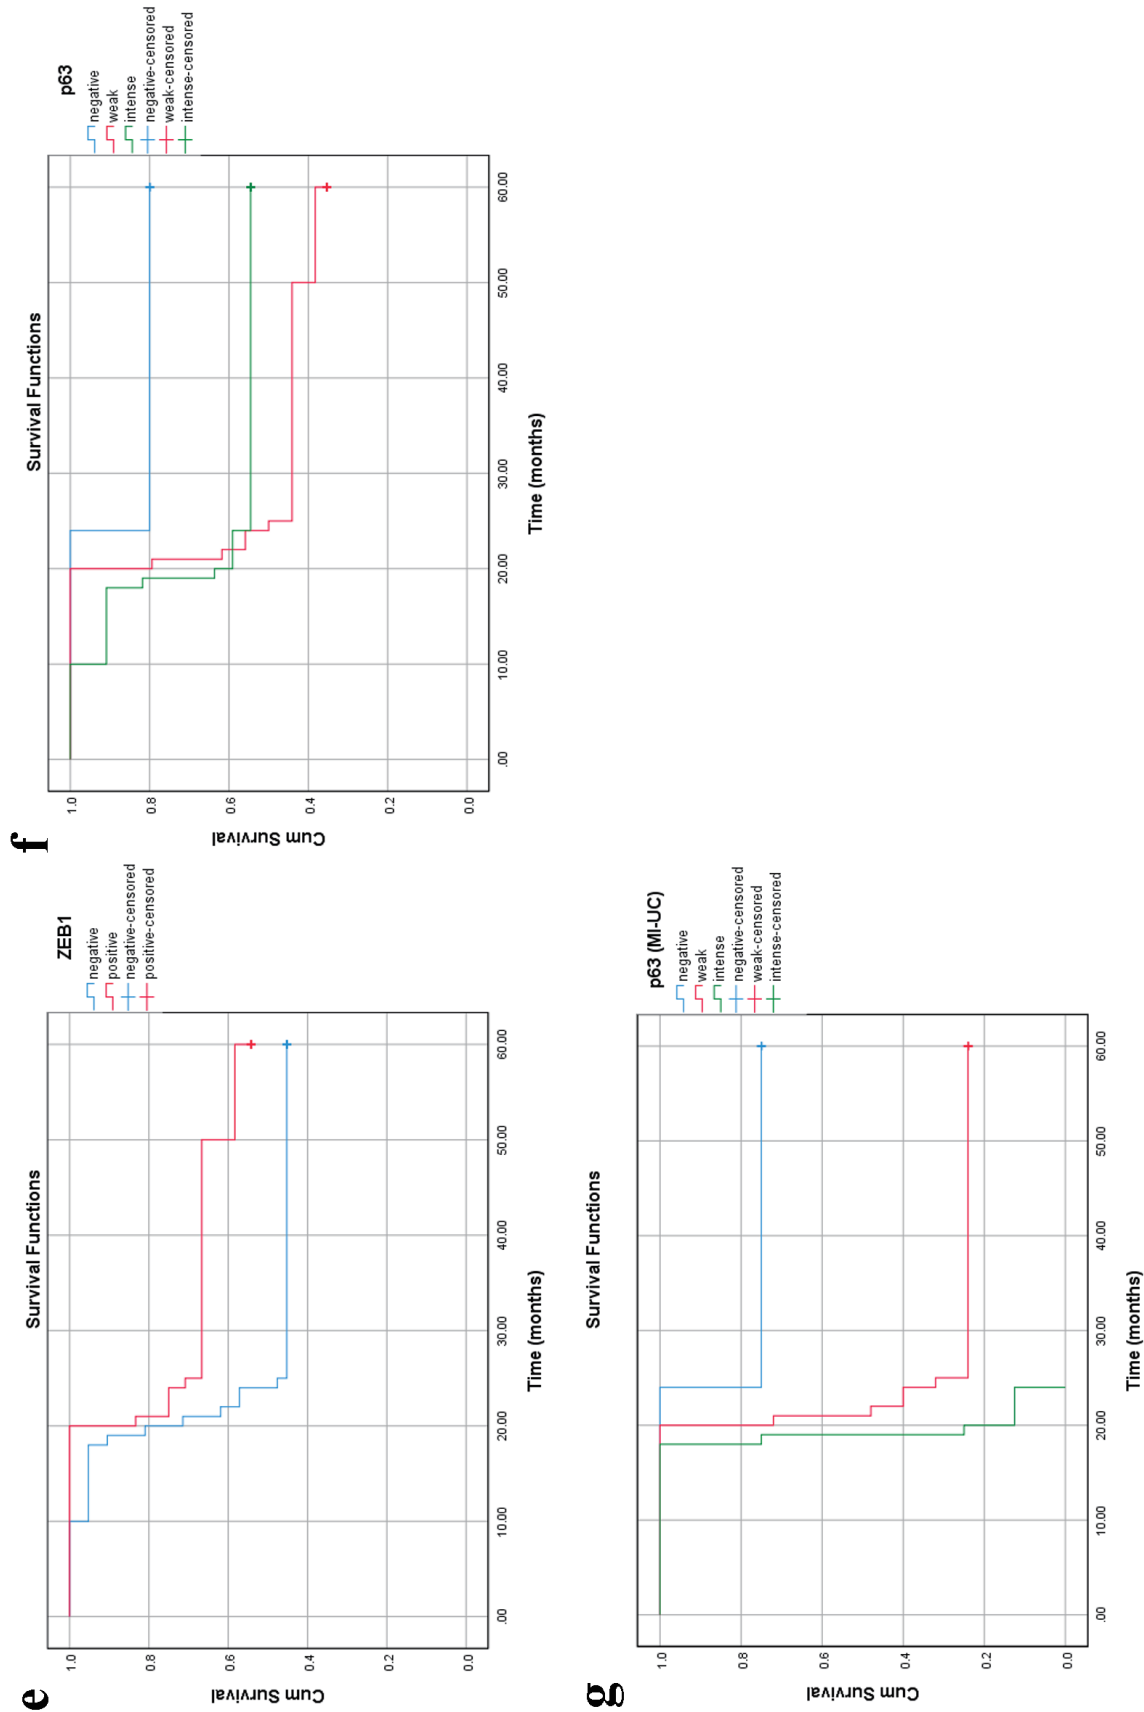 e
Survival Functions
Cum Survival
1.0
0.8
0.6
0.4
0.2
0.0
.00
10.00
20.00
30.00
40.00
50.00
60.00
Time (months)
ZEB1
negative
positive
negative-censored
positive-censored
f
Survival Functions
Cum Survival
1.0
0.8
0.6
0.4
0.2
0.0
.00
10.00
20.00
30.00
40.00
50.00
60.00
Time (months)
p63
negative
weak
intense
negative-censored
weak-censored
intense-censored
g
Survival Functions
Cum Survival
1.0
0.8
0.6
0.4
0.2
0.0
.00
10.00
20.00
30.00
40.00
50.00
60.00
Time (months)
p63 (MI-UC)
negative
weak
intense
negative-censored
weak-censored
intense-censored